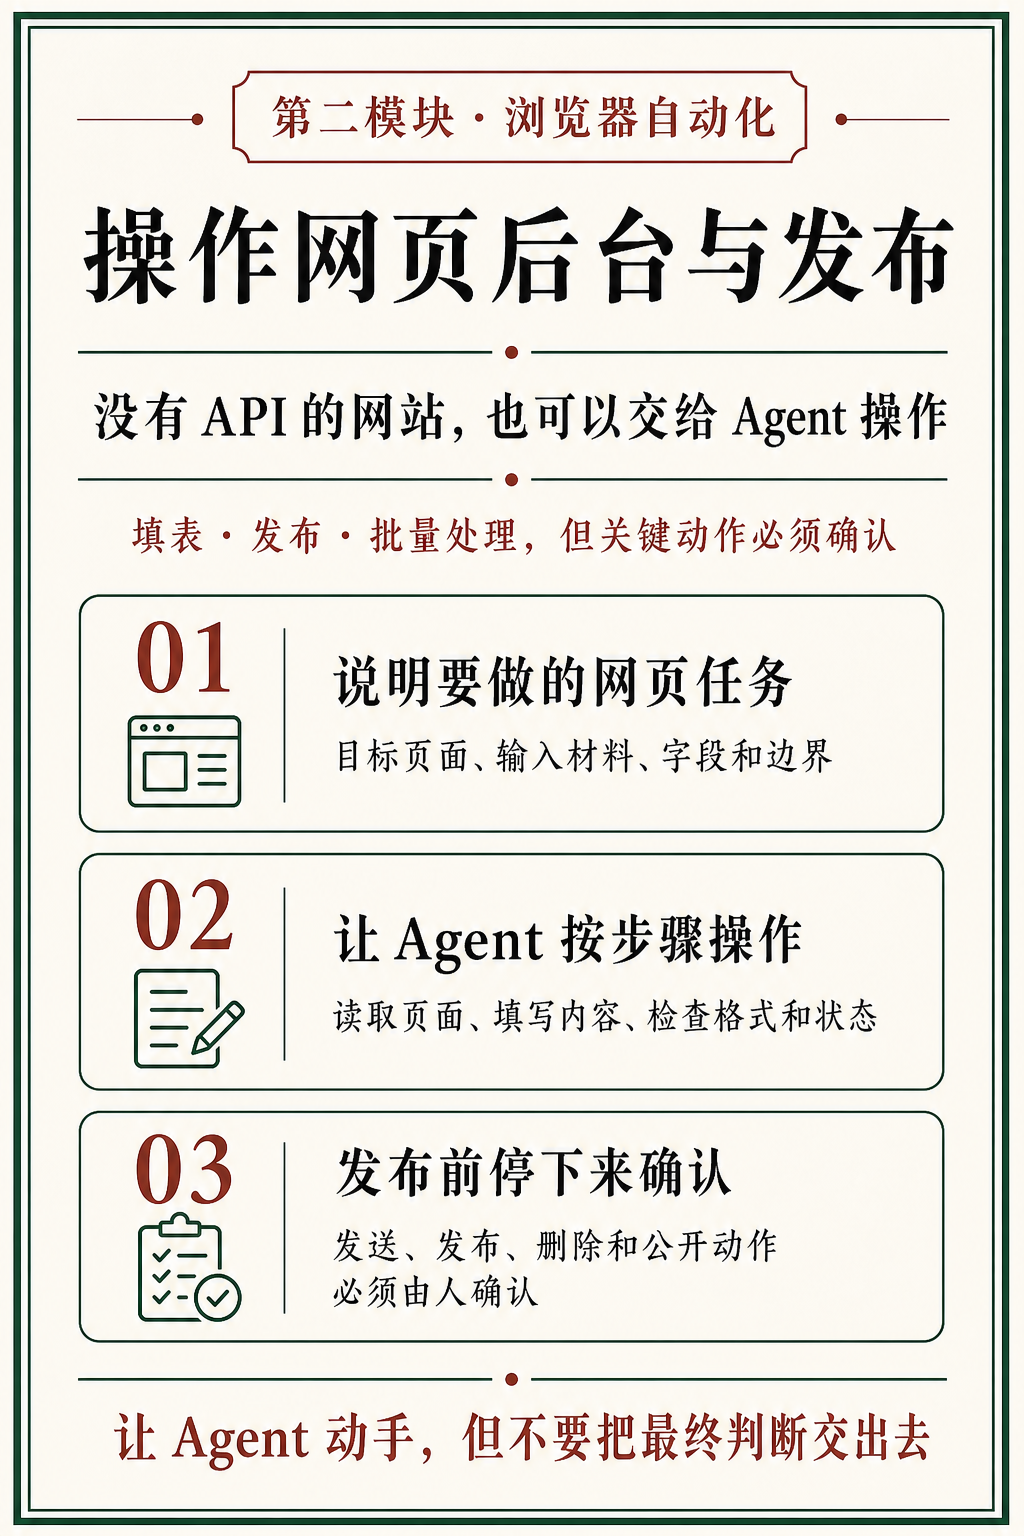 第二模块·浏览器自动化
操作网页后台与发布
没有 API 的网站，也可以交给 Agent 操作
填表·发布·批量处理，但关键动作必须确认
01
说明要做的网页任务
目标页面、输入材料、字段和边界
02
让 Agent 按步骤操作
读取页面、填写内容、检查格式和状态
03
发布前停下来确认
发送、发布、删除和公开动作
必须由人确认
让 Agent 动手，但不要把最终判断交出去